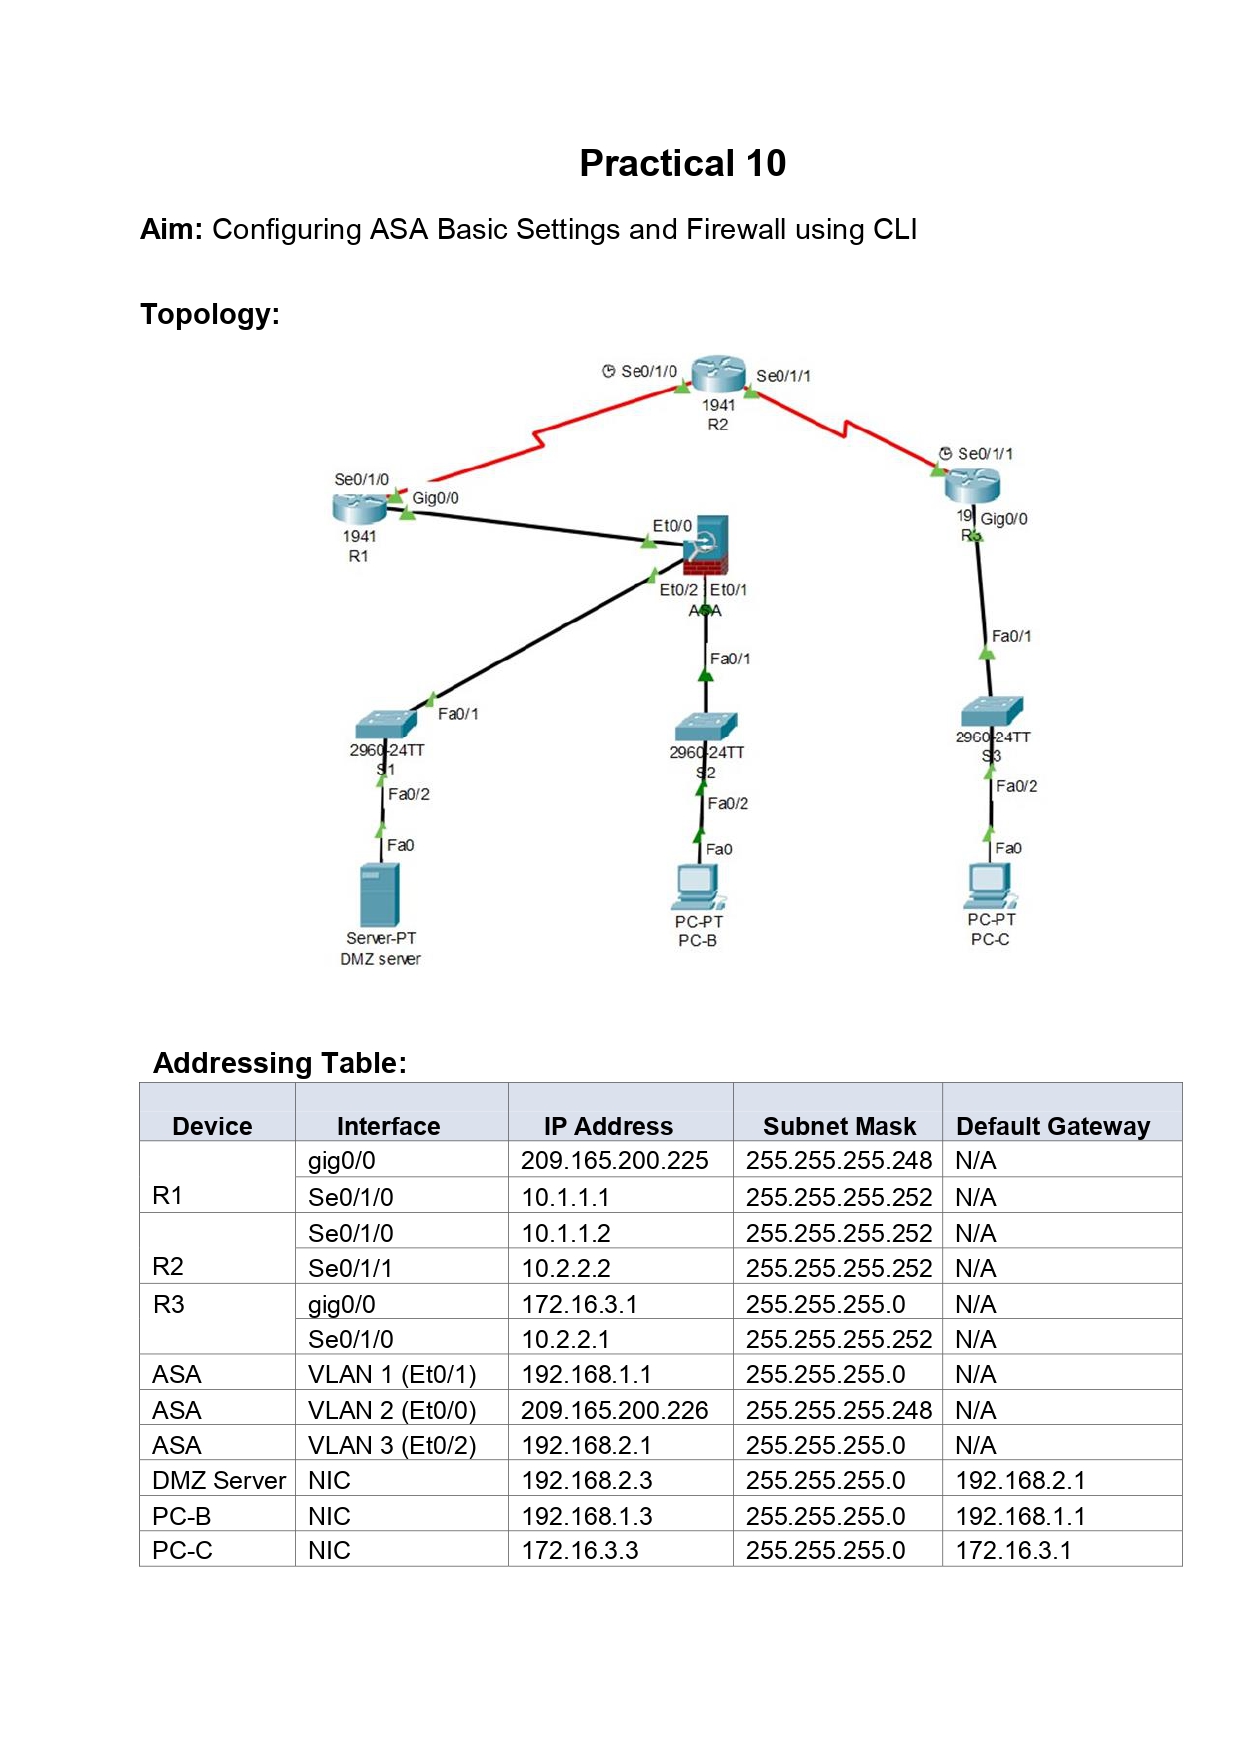 Practical 10
Aim: Configuring ASA Basic Settings and Firewall using CLI
Topology:
Se0/1/0
Se0/1/1
1941
R2
Se0/1/1
Se0/1/0
Gig0/0
1941
R1
Et0/0
19
Gig0/0
R3
Et0/2
Et0/1
ASA
Fa0/1
Fa0/1
Fa0/1
2960-24TT
S1
2960-24TT
S2
2960-24TT
S3
Fa0/2
Fa0/2
Fa0/2
Fa0
Fa0
Fa0
Server-PT
DMZ server
PC-PT
PC-B
PC-PT
PC-C
Addressing Table:
Device Interface IP Address Subnet Mask Default Gateway
R1 gig0/0 209.165.200.225 255.255.255.248 N/A
Se0/1/0 10.1.1.1 255.255.255.252 N/A
R2 Se0/1/0 10.1.1.2 255.255.255.252 N/A
Se0/1/1 10.2.2.2 255.255.255.252 N/A
R3 gig0/0 172.16.3.1 255.255.255.0 N/A
Se0/1/0 10.2.2.1 255.255.255.252 N/A
ASA VLAN 1 (Et0/1) 192.168.1.1 255.255.255.0 N/A
ASA VLAN 2 (Et0/0) 209.165.200.226 255.255.255.248 N/A
ASA VLAN 3 (Et0/2) 192.168.2.1 255.255.255.0 N/A
DMZ Server NIC 192.168.2.3 255.255.255.0 192.168.2.1
PC-B NIC 192.168.1.3 255.255.255.0 192.168.1.1
PC-C NIC 172.16.3.3 255.255.255.0 172.16.3.1